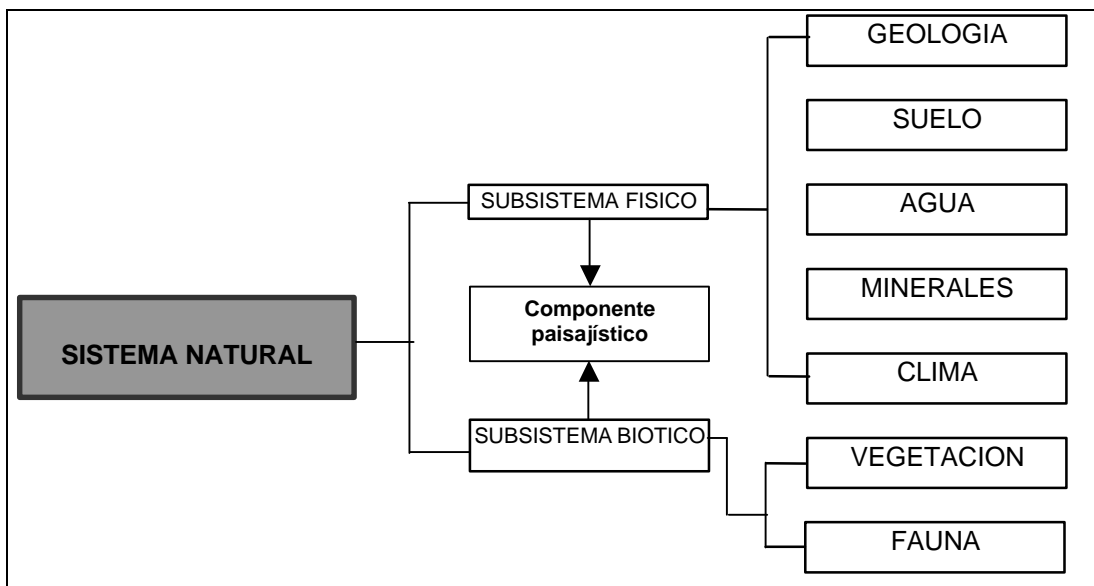 SISTEMA NATURAL
SUBSISTEMA FISICO
Componente
paisajístico
SUBSISTEMA BIOTICO
GEOLOGIA
SUELO
AGUA
MINERALES
CLIMA
VEGETACION
FAUNA